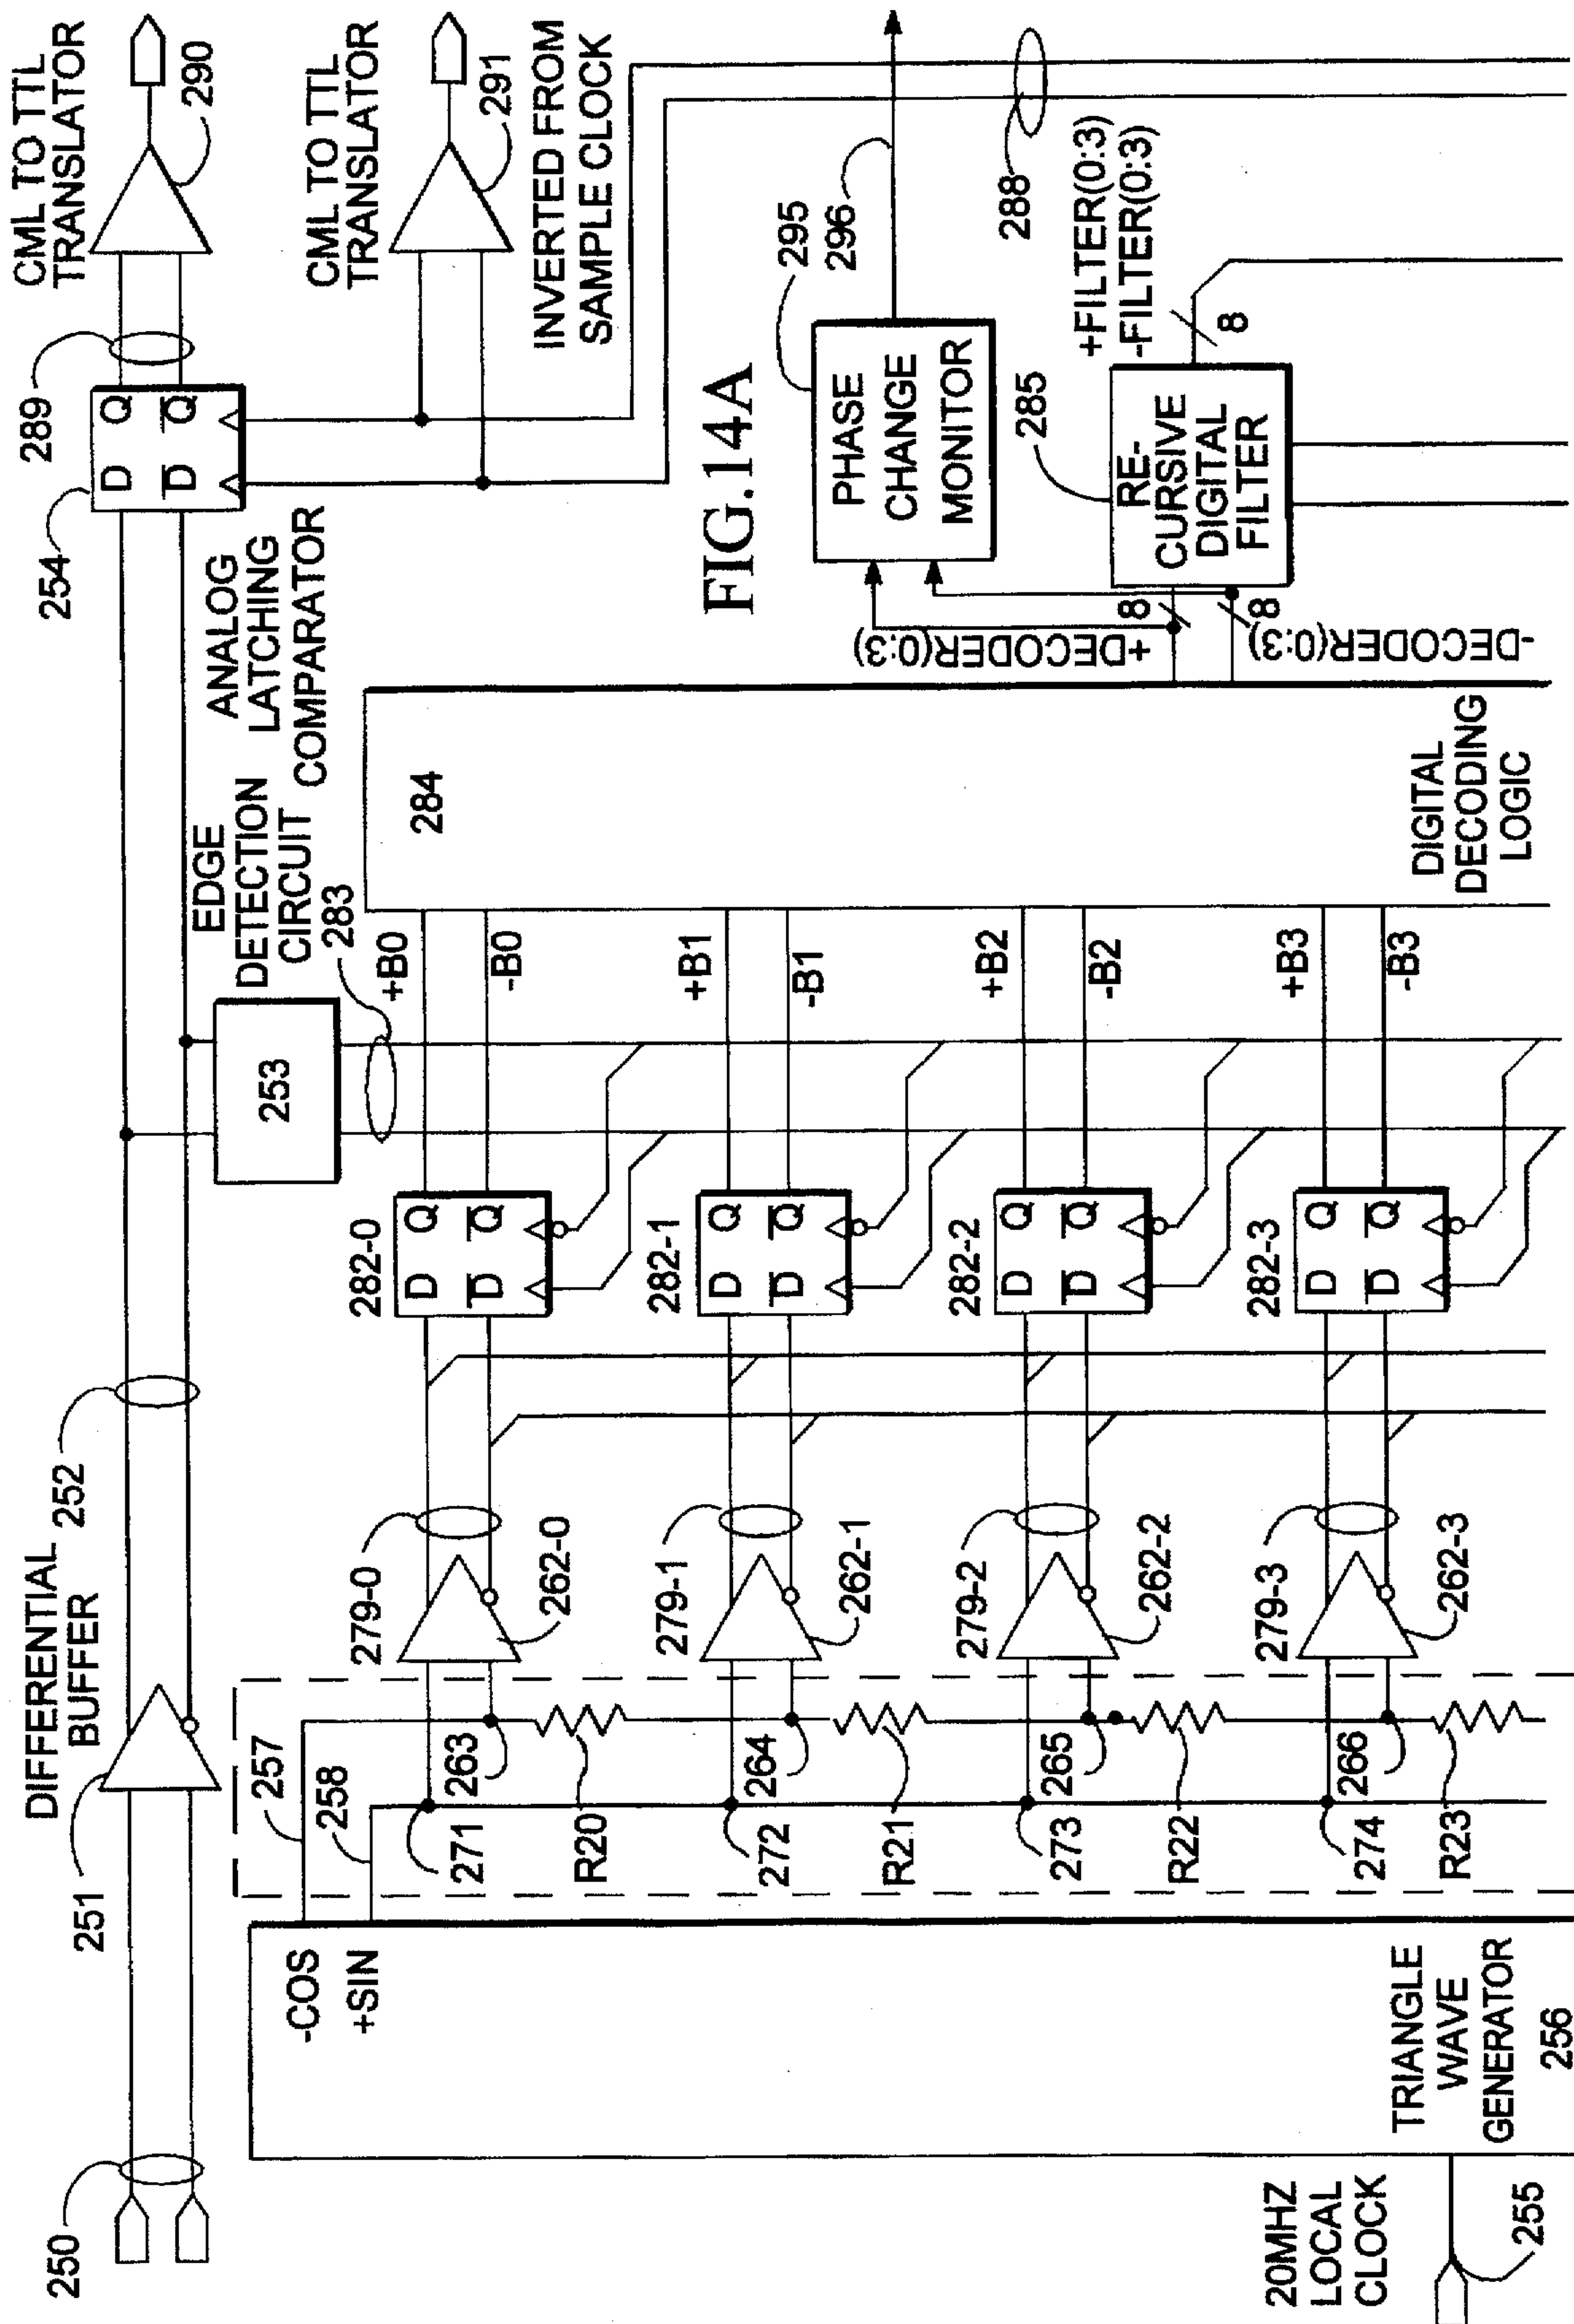 DIFFERENTIAL
BUFFER
250
251
252
EDGE
DETECTION
CIRCUIT
253
283
ANALOG
LATCHING
COMPARATOR
254
D Q
D Q
289
CML TO TTL
TRANSLATOR
290
CML TO TTL
TRANSLATOR
291
INVERTED FROM
SAMPLE CLOCK
288
FIG.14A
-COS
+SIN
257
258
TRIANGLE
WAVE
GENERATOR
256
20MHZ
LOCAL
CLOCK
255
271
263
R20
279-0
262-0
282-0
D Q
D Q
+B0
-B0
272
264
R21
279-1
262-1
282-1
D Q
D Q
+B1
-B1
273
265
R22
279-2
262-2
282-2
D Q
D Q
+B2
-B2
274
266
R23
279-3
262-3
282-3
D Q
D Q
+B3
-B3
284
DIGITAL
DECODING
LOGIC
+DECODER(0:3)
8
-DECODER(0:3)
8
PHASE
CHANGE
MONITOR
295
296
RE-
CURSIVE
DIGITAL
FILTER
285
+FILTER(0:3)
-FILTER(0:3)
8